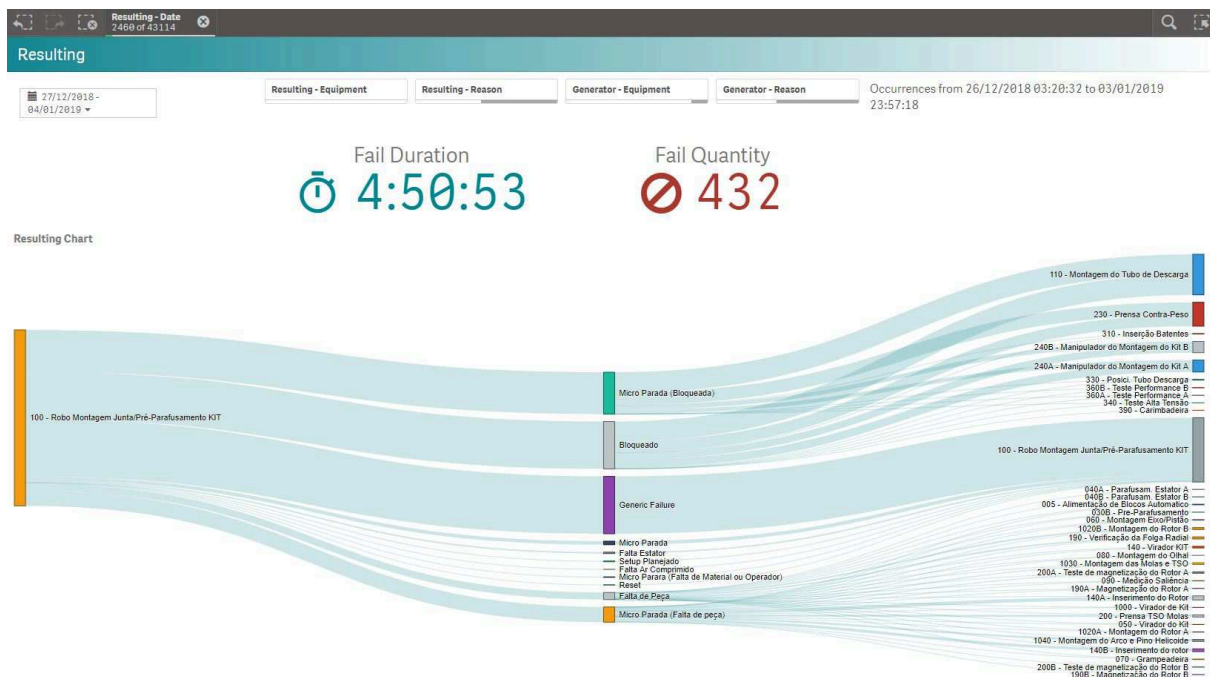 Resulting - Date
2460 of 43114
Resulting
27/12/2018 -
04/01/2019
Resulting - Equipment
Resulting - Reason
Generator - Equipment
Generator - Reason
Occurrences from 26/12/2018 03:20:32 to 03/01/2019
23:57:18
Fail Duration
4:50:53
Fail Quantity
432
Resulting Chart
100 - Robo Montagem Junta/Pré-Parafusamento KIT
Micro Parada (Bloqueada)
Bloqueado
Generic Failure
Micro Parada
Falta Estator
Setup Planejado
Falta Ar Comprimido
Micro Parara (Falta de Material ou Operador)
Reset
Falta de Peça
Micro Parada (Falta de peça)
110 - Montagem do Tubo de Descarga
230 - Prensa Contra-Peso
310 - Inserção Batentes
240B - Manipulador do Montagem do Kit B
240A - Manipulador do Montagem do Kit A
330 - Posici. Tubo Descarga
360B - Teste Performance B
360A - Teste Performance A
340 - Teste Alta Tensão
390 - Carimbadeira
100 - Robo Montagem Junta/Pré-Parafusamento KIT
040A - Parafusam. Estator A
040B - Parafusam. Estator B
005 - Alimentação de Blocos Automatico
030B - Pre-Parafusamento
060 - Montagem Eixo/Pistão
1020B - Montagem do Rotor B
190 - Verificação da Folga Radial
140 - Virador KIT
080 - Montagem do Olhal
1030 - Montagem das Molas e TSO
200A - Teste de magnetização do Rotor A
090 - Medição Saliência
190A - Magnetização do Rotor A
140A - Inserimento do Rotor
1000 - Virador de Kit
200 - Prensa TSO Molas
050 - Virador do Kit
1020A - Montagem do Rotor A
1040 - Montagem do Arco e Pino Helicoide
140B - Inserimento do rotor
070 - Grampeadeira
200B - Teste de magnetização do Rotor B
190B - Magnetização do Rotor B